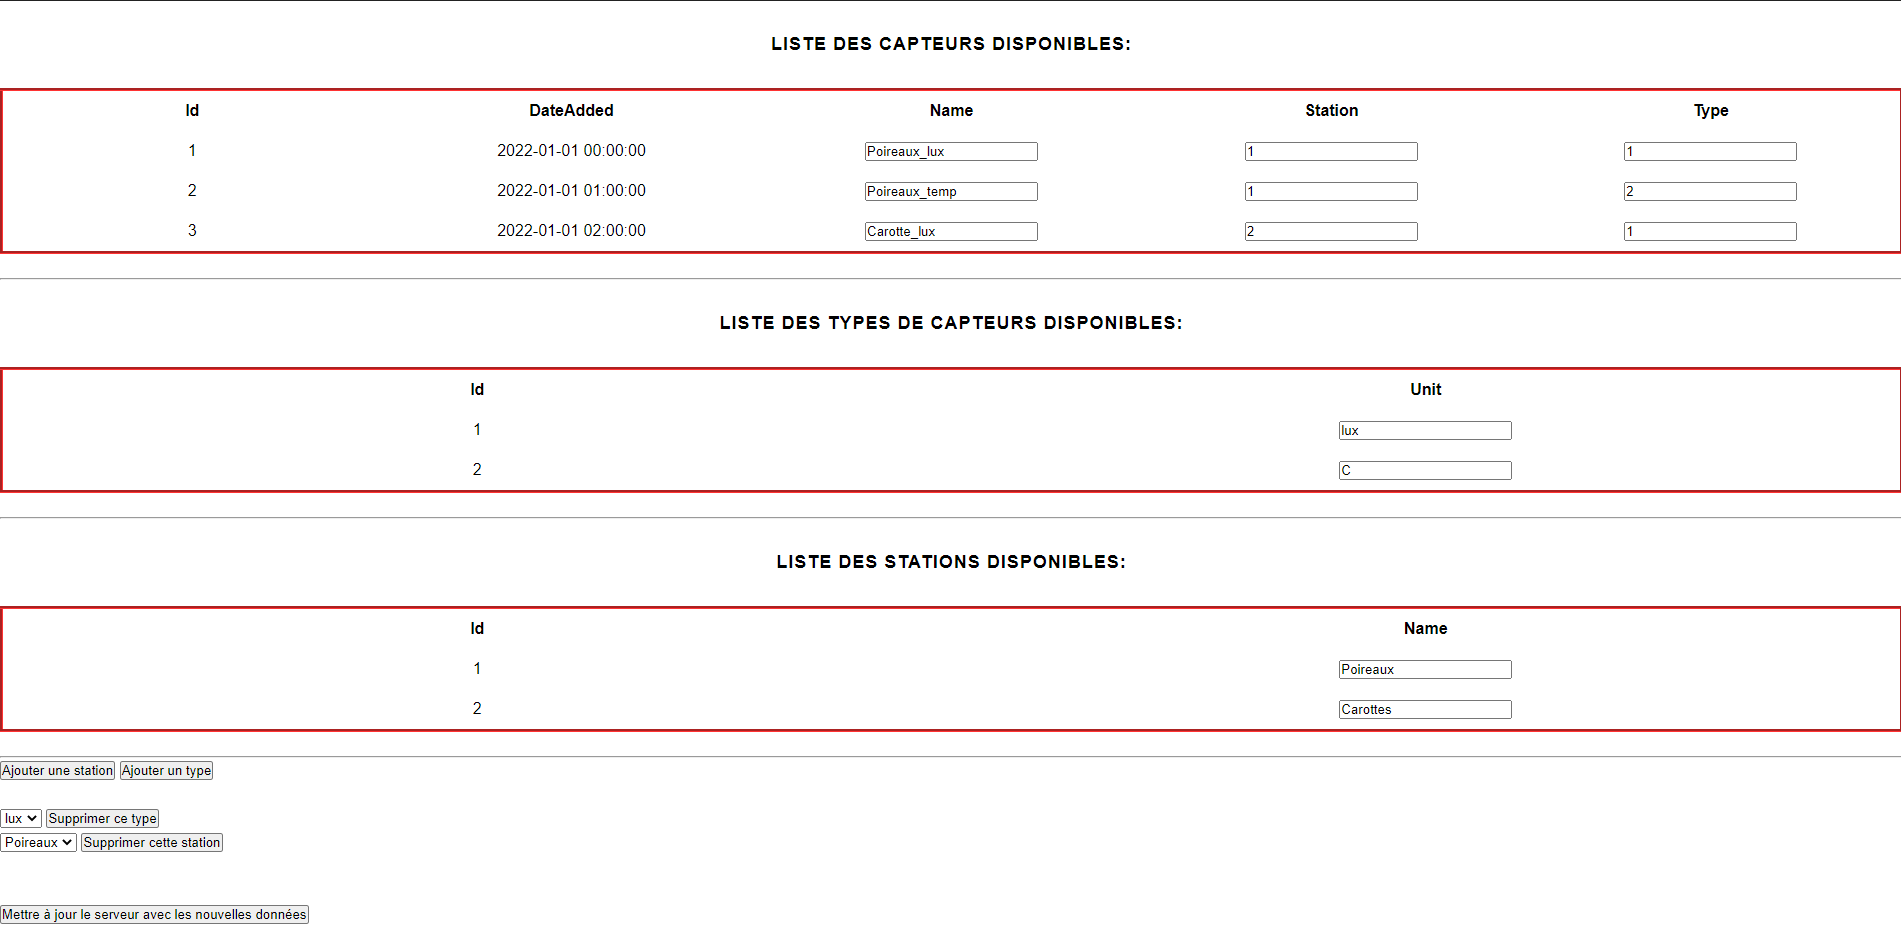 LISTE DES CAPTEURS DISPONIBLES:
Id DateAdded Name Station Type
1 2022-01-01 00:00:00 Poireaux_lux 1 1
2 2022-01-01 01:00:00 Poireaux_temp 1 2
3 2022-01-01 02:00:00 Carotte_lux 2 1
LISTE DES TYPES DE CAPTEURS DISPONIBLES:
Id Unit
1 lux
2 C
LISTE DES STATIONS DISPONIBLES:
Id Name
1 Poireaux
2 Carottes
Ajouter une station Ajouter un type
lux Supprimer ce type
Poireaux Supprimer cette station
Mettre à jour le serveur avec les nouvelles données